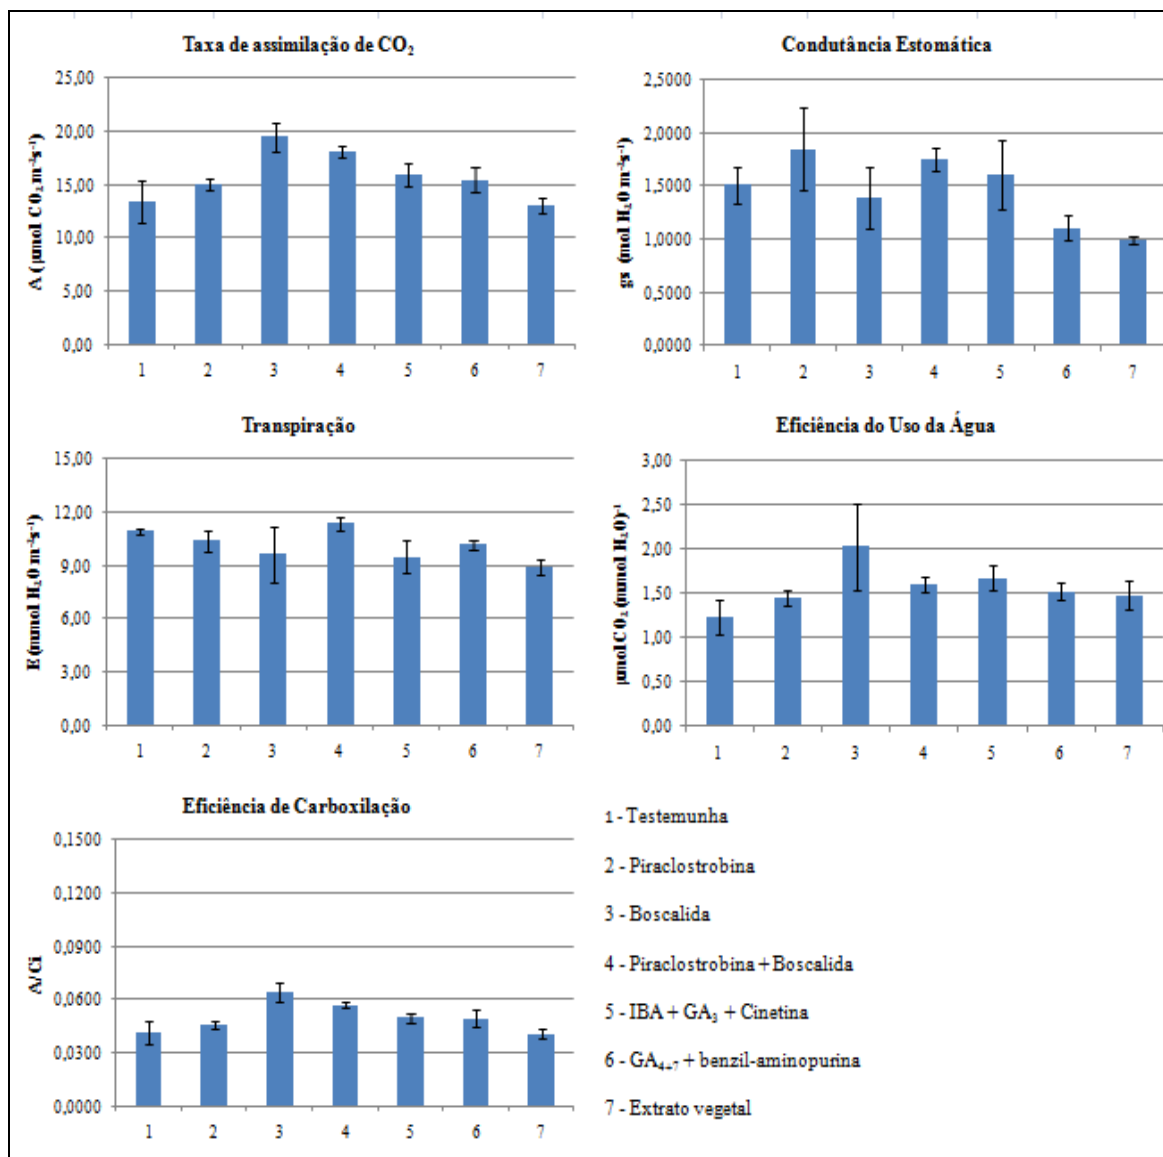 Taxa de assimilação de CO₂
A (µmol CO₂ m⁻²s⁻¹)
25,00
20,00
15,00
10,00
5,00
0,00
1 2 3 4 5 6 7
Condutância Estomática
gs (mol H₂O m⁻²s⁻¹)
2,5000
2,0000
1,5000
1,0000
0,5000
0,0000
1 2 3 4 5 6 7
Transpiração
E (mmol H₂O m⁻²s⁻¹)
15,00
12,00
9,00
6,00
3,00
0,00
1 2 3 4 5 6 7
Eficiência do Uso da Água
µmol CO₂ (mmol H₂O)⁻¹
3,00
2,50
2,00
1,50
1,00
0,50
0,00
1 2 3 4 5 6 7
Eficiência de Carboxilação
A/Ci
0,1500
0,1200
0,0900
0,0600
0,0300
0,0000
1 2 3 4 5 6 7
1 - Testemunha
2 - Piraclostrobina
3 - Boscalida
4 - Piraclostrobina + Boscalida
5 - IBA + GA₃ + Cinetina
6 - GA₄₊₇ + benzil-aminopurina
7 - Extrato vegetal